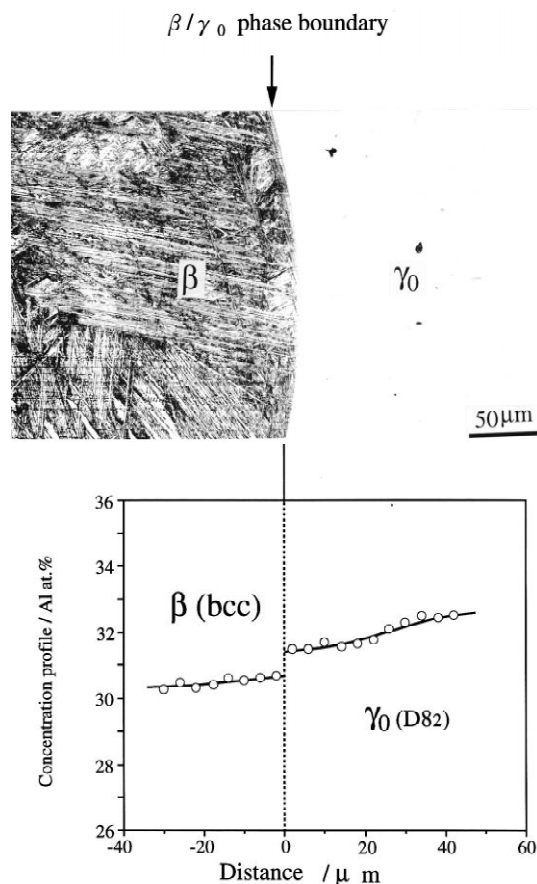 β/γ0 phase boundary
β
γ0
50μm
36
34
32
30
28
26
Concentration profile / Al at.%
β (bcc)
γ0 (D82)
-40 -20 0 20 40 60
Distance / μ m